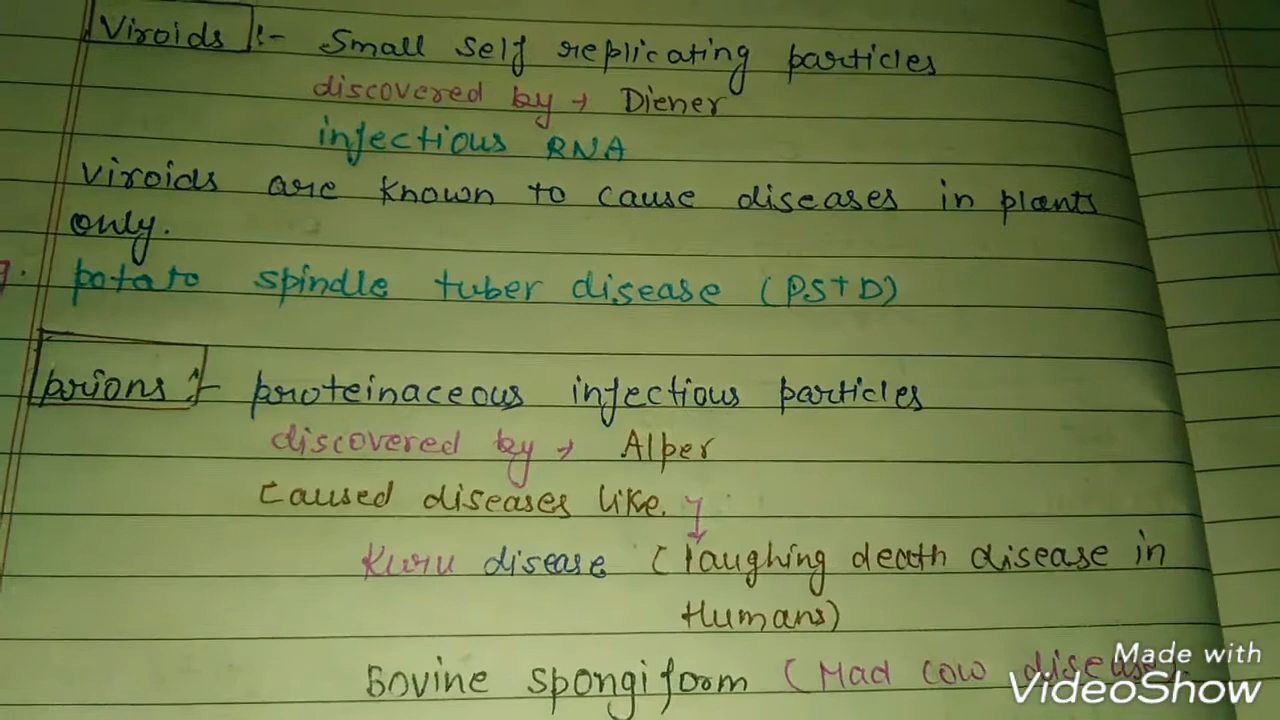 Viroids :- Small self replicating particles
discovered by → Diener
infectious RNA
Viroids are known to cause diseases in plants
only.
potato spindle tuber disease (PSTD)
prions :- proteinaceous infectious particles
discovered by → Alper
Caused diseases like.
Kuru disease (laughing death disease in
Humans)
Bovine spongiform (Mad cow disease)
Made with
VideoShow